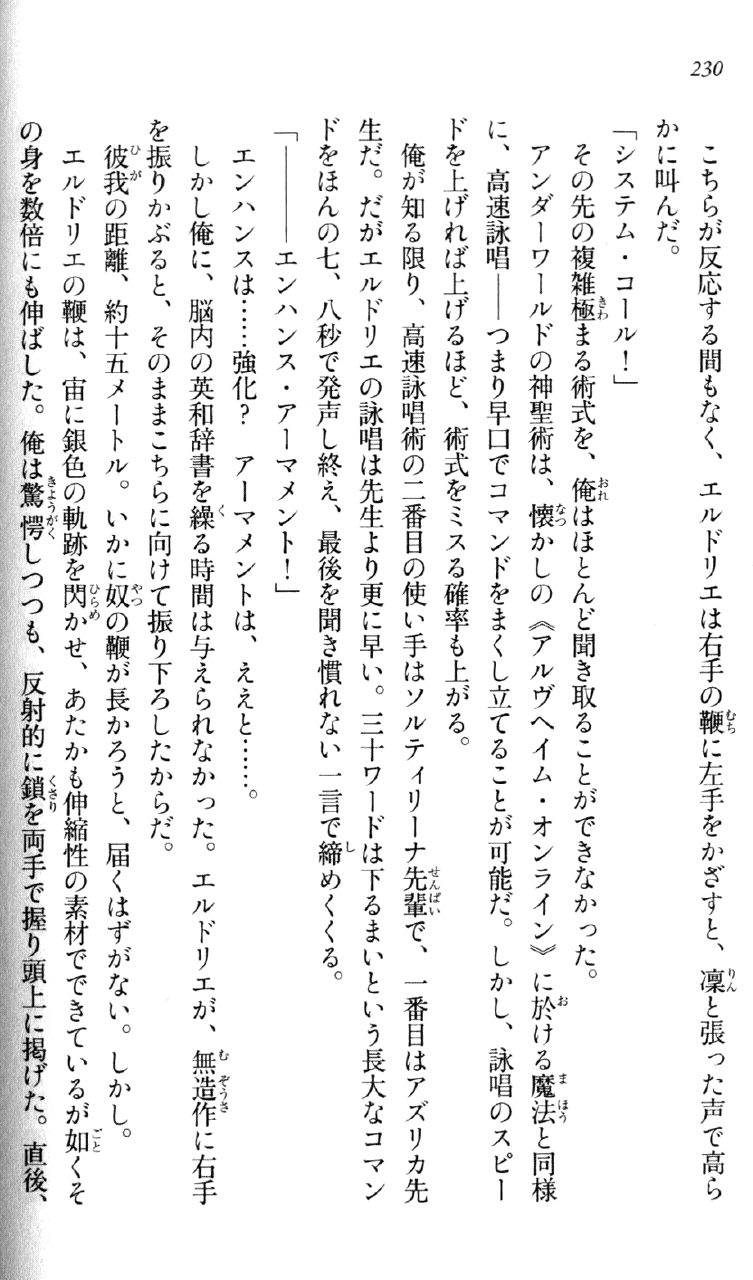 230
こちらが反応する間もなく、エルドリエは右手の鞭に左手をかざすと、凛と張った声で高ら
かに叫んだ。
「システム・コール！」
その先の複雑極まる術式を、俺はほとんど聞き取ることができなかった。
アンダーワールドの神聖術は、懐かしの《アルヴヘイム・オンライン》に於ける魔法と同様
に、高速詠唱――つまり早口でコマンドをまくし立てることが可能だ。しかし、詠唱のスピー
ドを上げれば上げるほど、術式をミスる確率も上がる。
俺が知る限り、高速詠唱術の二番目の使い手はソルティリーナ先輩で、一番目はアズリカ先
生だ。だがエルドリエの詠唱は先生より更に早い。三十ワードは下るまいという長大なコマン
ドをほんの七、八秒で発声し終え、最後を聞き慣れない一言で締めくくる。
「――――エンハンス・アーマメント！」
エンハンスは……強化？　アーマメントは、ええと……。
しかし俺に、脳内の英和辞書を繰る時間は与えられなかった。エルドリエが、無造作に右手
を振りかぶると、そのままこちらに向けて振り下ろしたからだ。
彼我の距離、約十五メートル。いかに奴の鞭が長かろうと、届くはずがない。しかし。
エルドリエの鞭は、宙に銀色の軌跡を閃かせ、あたかも伸縮性の素材でできているが如くそ
の身を数倍にも伸ばした。俺は驚愕しつつも、反射的に鎖を両手で握り頭上に掲げた。直後、